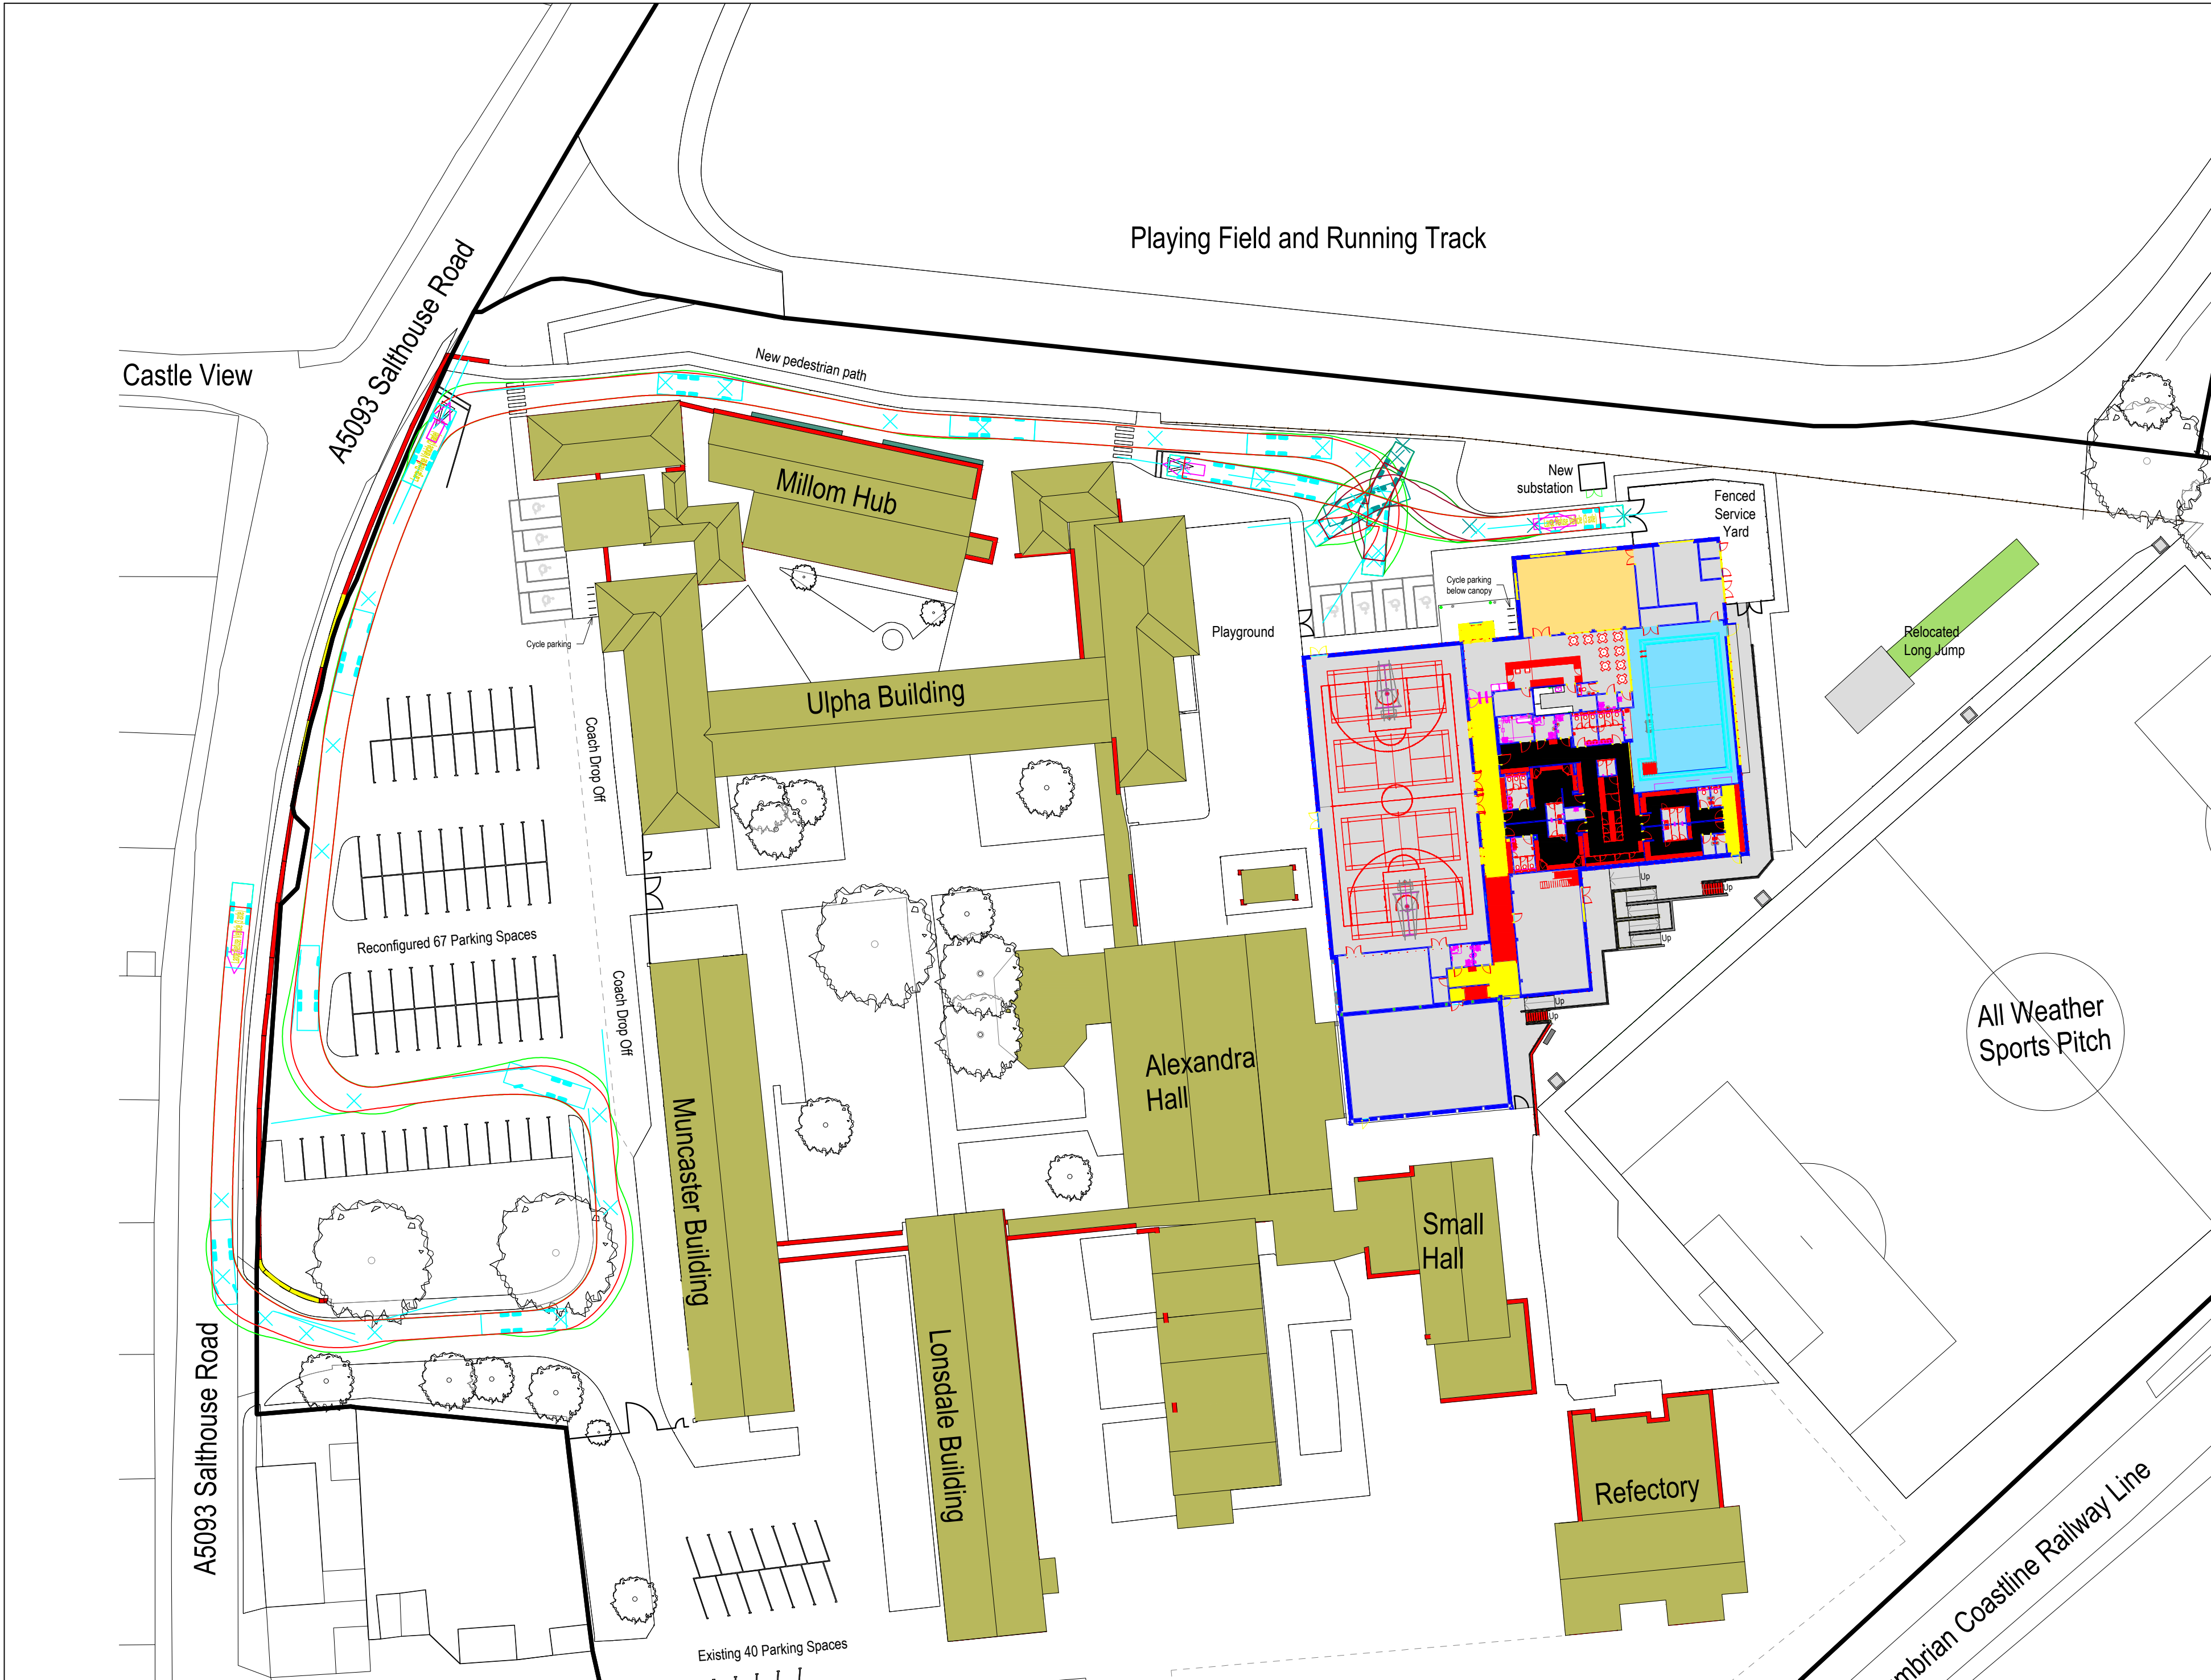 Playing Field and Running Track
A5093 Salthouse Road
Castle View
New pedestrian path
Millom Hub
New
substation
Fenced
Service
Yard
Cycle parking
below canopy
Playground
Relocated
Long Jump
Cycle parking
Ulpha Building
Coach Drop Off
Up
Up
Reconfigured 67 Parking Spaces
Up
Coach Drop Off
Up
Up
All Weather
Sports Pitch
Alexandra
Hall
Muncaster Building
Small
Hall
Lonsdale Building
A5093 Salthouse Road
Refectory
mbrian Coastline Railway Line
Existing 40 Parking Spaces